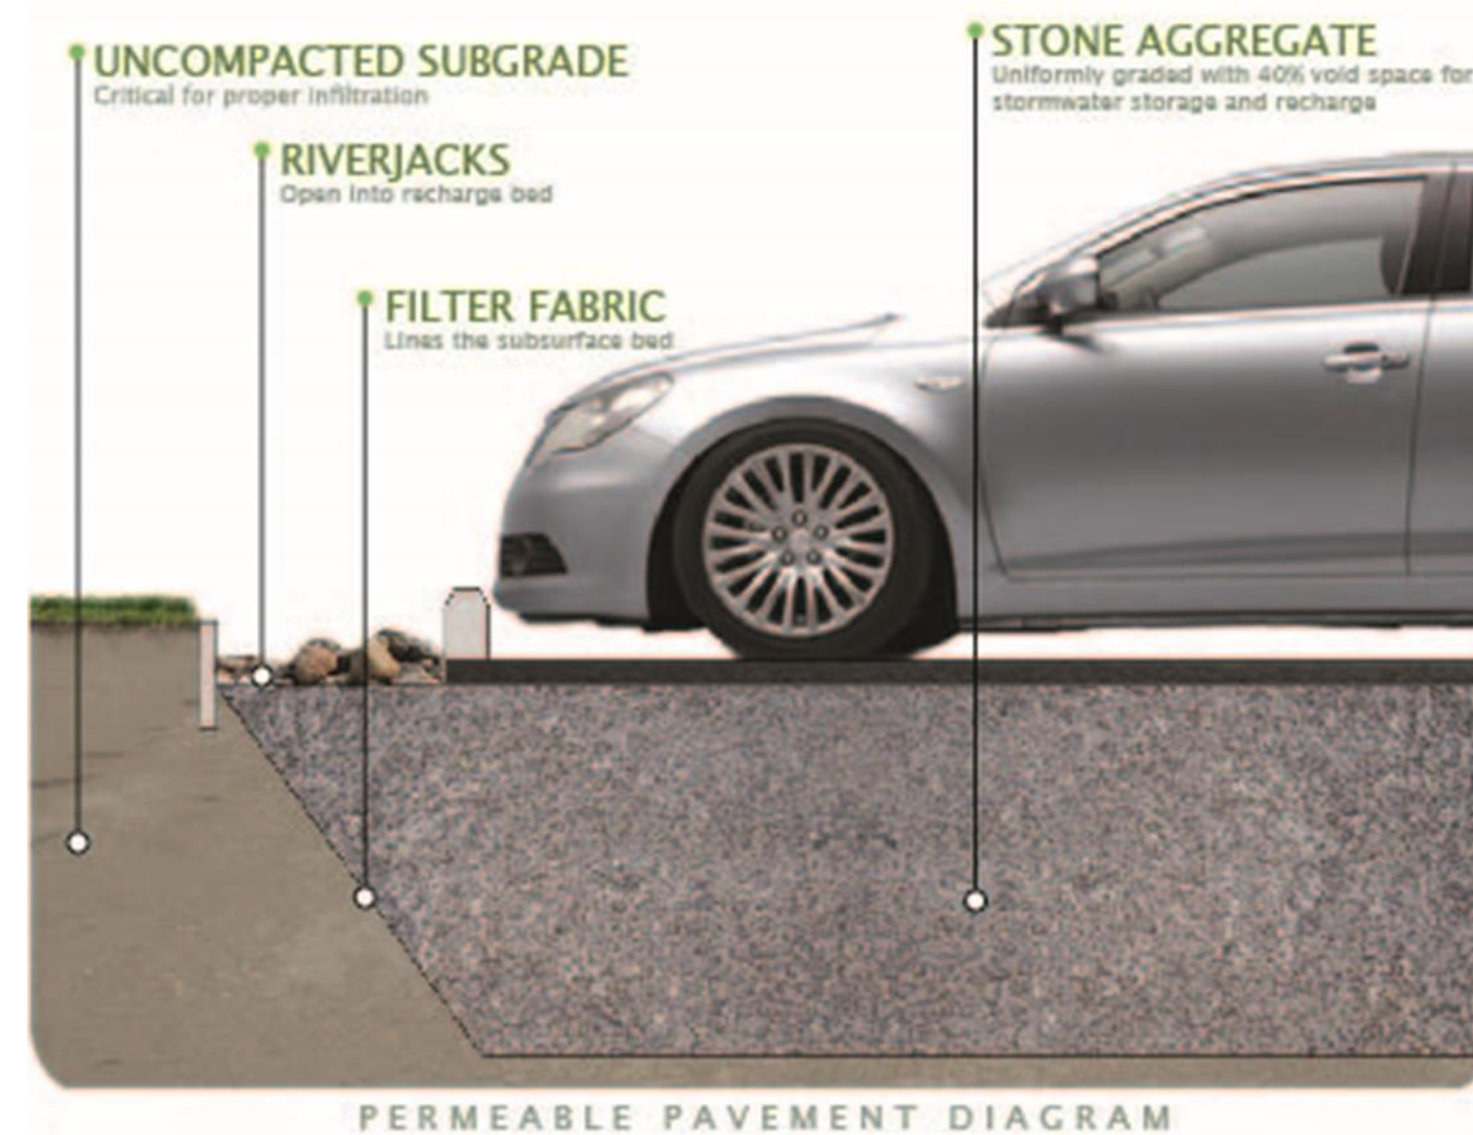 UNCOMPACTED SUBGRADE
Critical for proper infiltration
RIVERJACKS
Open into recharge bed
FILTER FABRIC
Lines the subsurface bed
STONE AGGREGATE
Uniformly graded with 40% void space for
stormwater storage and recharge
PERMEABLE PAVEMENT DIAGRAM